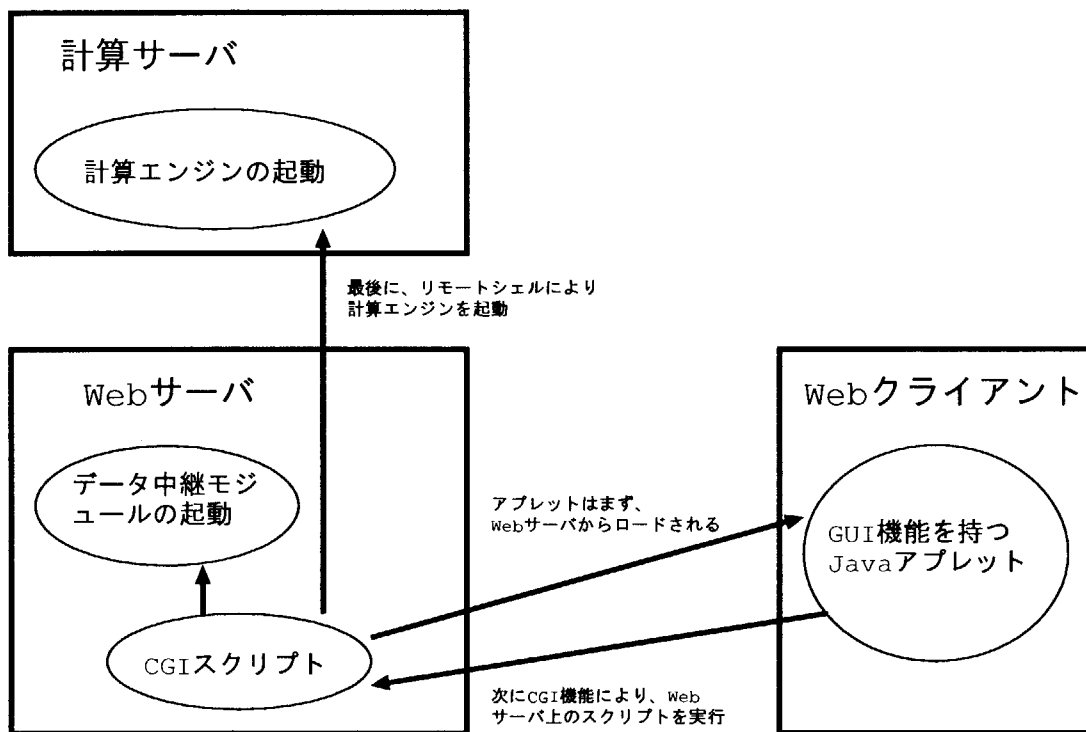 計算サーバ
計算エンジンの起動
最後に、リモートシェルにより
計算エンジンを起動
Webサーバ
Webクライアント
データ中継モジ
ュールの起動
アプレットはまず、
Webサーバからロードされる
GUI機能を持つ
Javaアプレット
CGIスクリプト
次にCGI機能により、Web
サーバ上のスクリプトを実行